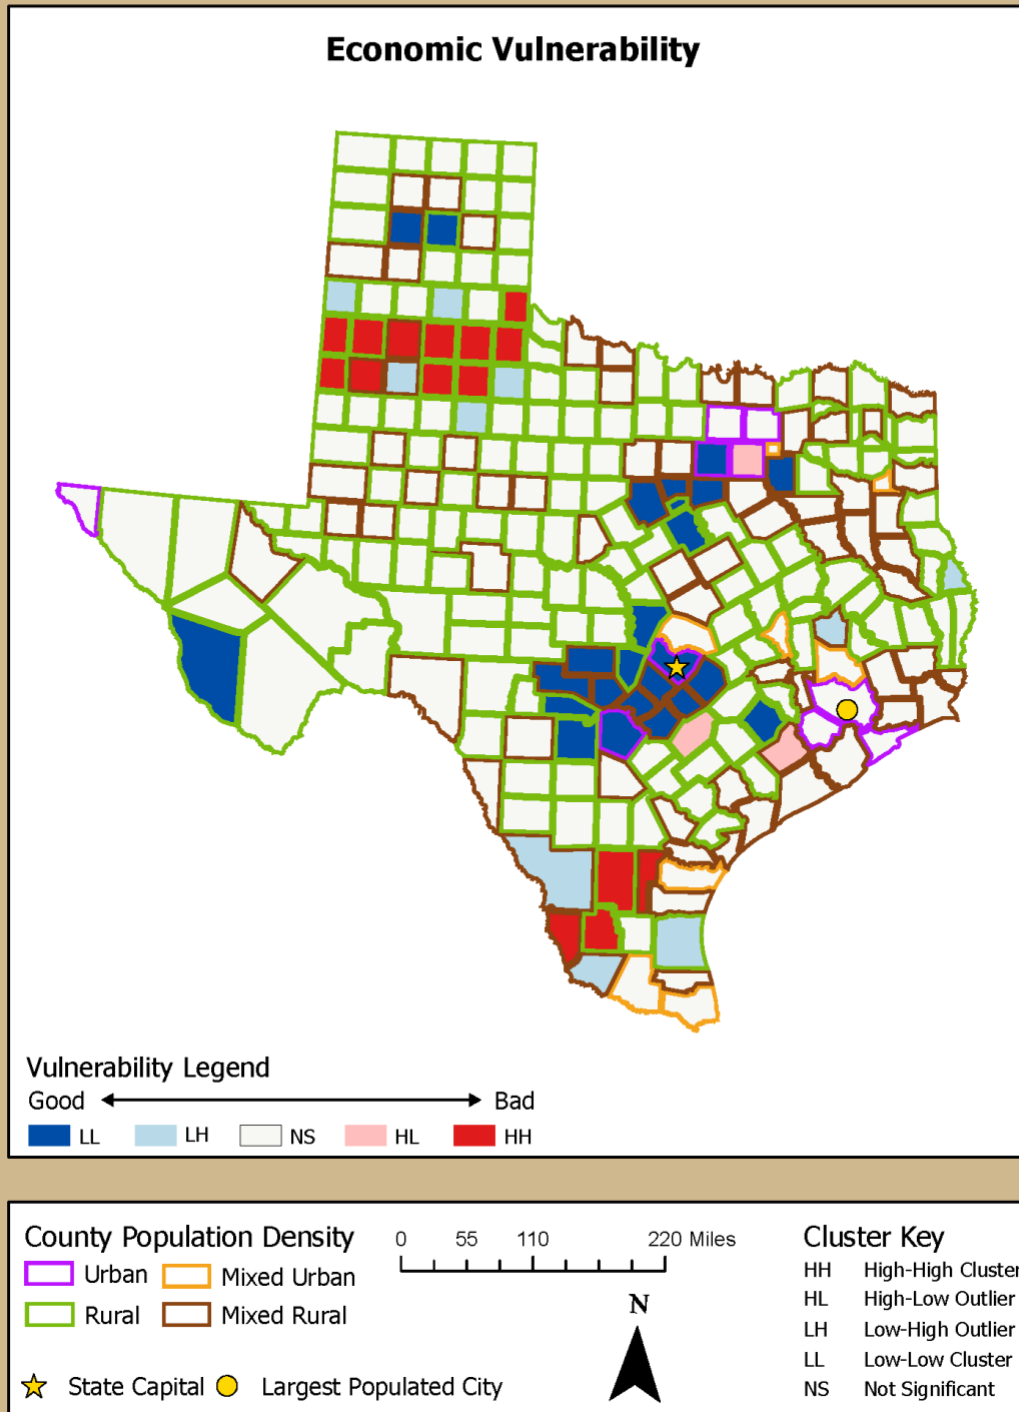 Economic Vulnerability
Vulnerability Legend
Good Bad
LL LH NS HL HH
County Population Density
Urban Mixed Urban
Rural Mixed Rural
State Capital Largest Populated City
0 55 110 220 Miles
N
Cluster Key
HH High-High Cluster
HL High-Low Outlier
LH Low-High Outlier
LL Low-Low Cluster
NS Not Significant